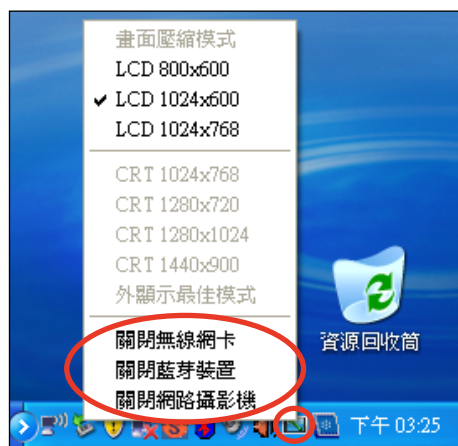 畫面壓縮模式
LCD 800x600
LCD 1024x600
LCD 1024x768
CRT 1024x768
CRT 1280x720
CRT 1280x1024
CRT 1440x900
外顯示最佳模式
關閉無線網卡
關閉藍芽裝置
關閉網路攝影機
資源回收筒
下午 03:25